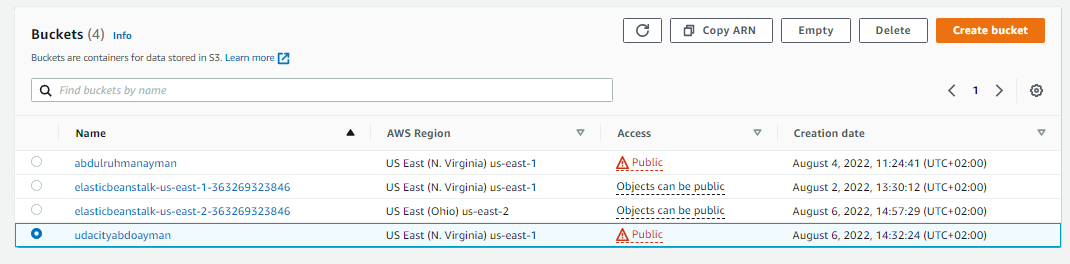 Buckets (4) Info
Copy ARN Empty Delete Create bucket
Buckets are containers for data stored in S3. Learn more
Find buckets by name
1
Name AWS Region Access Creation date
abdulruhmanayman US East (N. Virginia) us-east-1 Public August 4, 2022, 11:24:41 (UTC+02:00)
elasticbeanstalk-us-east-1-363269323846 US East (N. Virginia) us-east-1 Objects can be public August 2, 2022, 13:30:12 (UTC+02:00)
elasticbeanstalk-us-east-2-363269323846 US East (Ohio) us-east-2 Objects can be public August 6, 2022, 14:57:29 (UTC+02:00)
udacityabdoayman US East (N. Virginia) us-east-1 Public August 6, 2022, 14:32:24 (UTC+02:00)